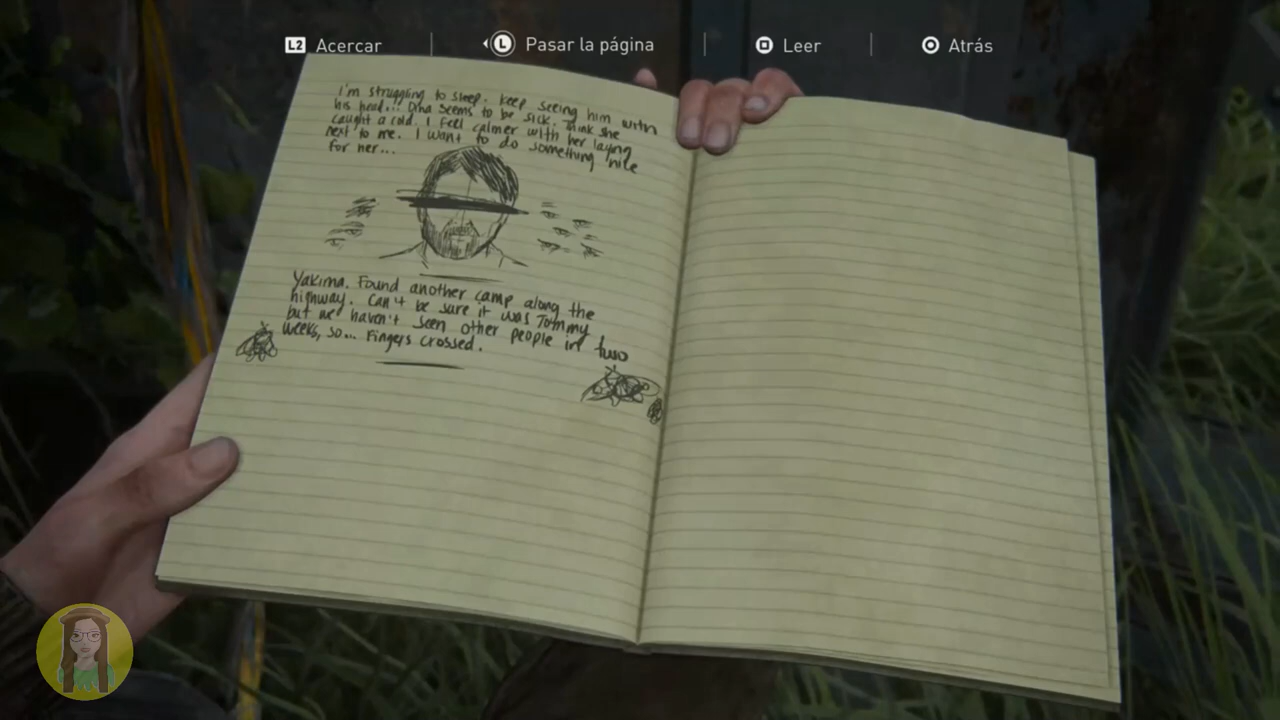 L2 Acercar L Pasar la página Leer Atrás
I'm struggling to sleep. Keep seeing him with
his head... Dina seems to be sick. Think she
caught a cold. I feel calmer with her laying
next to me. I want to do something nice
for her...
Yakima. Found another camp along the
highway. Can't be sure it was Tommy
but we haven't seen other people in two
weeks, so... Fingers crossed.